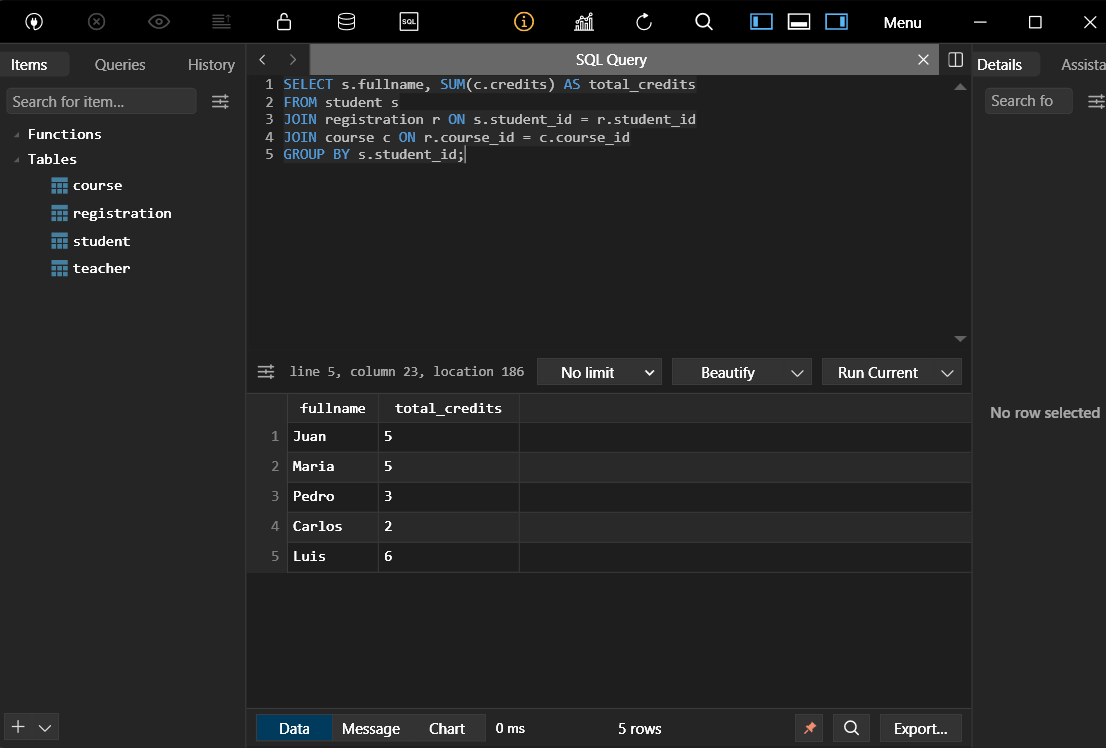 SQL
Menu
Items Queries History
SQL Query
Details Assista
Search for item...
Search fo
Functions
Tables
course
registration
student
teacher
1 SELECT s.fullname, SUM(c.credits) AS total_credits
2 FROM student s
3 JOIN registration r ON s.student_id = r.student_id
4 JOIN course c ON r.course_id = c.course_id
5 GROUP BY s.student_id;
line 5, column 23, location 186 No limit Beautify Run Current
fullname total_credits
1 Juan 5
2 Maria 5
3 Pedro 3
4 Carlos 2
5 Luis 6
No row selected
Data Message Chart 0 ms 5 rows Export...